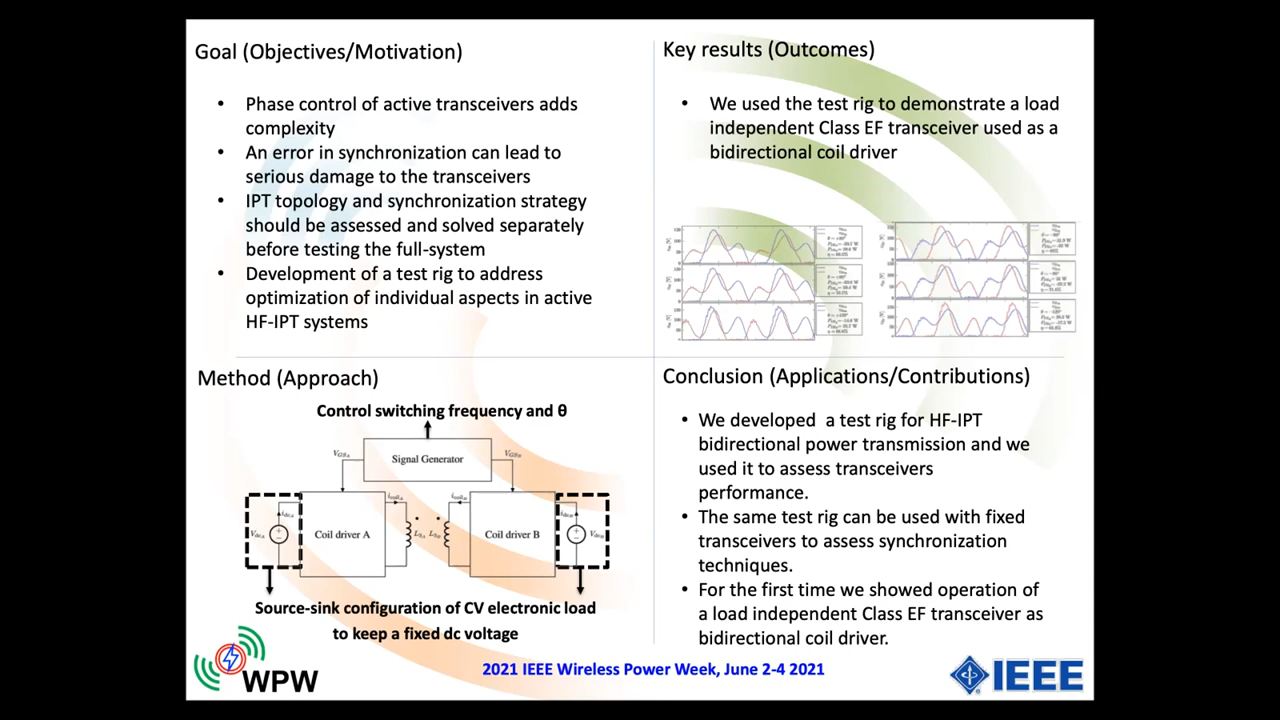 Goal (Objectives/Motivation)
• Phase control of active transceivers adds
complexity
• An error in synchronization can lead to
serious damage to the transceivers
• IPT topology and synchronization strategy
should be assessed and solved separately
before testing the full-system
• Development of a test rig to address
optimization of individual aspects in active
HF-IPT systems
Key results (Outcomes)
• We used the test rig to demonstrate a load
independent Class EF transceiver used as a
bidirectional coil driver
Method (Approach)
Control switching frequency and θ
Signal Generator
Coil driver A
Coil driver B
Source-sink configuration of CV electronic load
to keep a fixed dc voltage
Conclusion (Applications/Contributions)
• We developed a test rig for HF-IPT
bidirectional power transmission and we
used it to assess transceivers
performance.
• The same test rig can be used with fixed
transceivers to assess synchronization
techniques.
• For the first time we showed operation of
a load independent Class EF transceiver as
bidirectional coil driver.
WPW
2021 IEEE Wireless Power Week, June 2-4 2021
IEEE